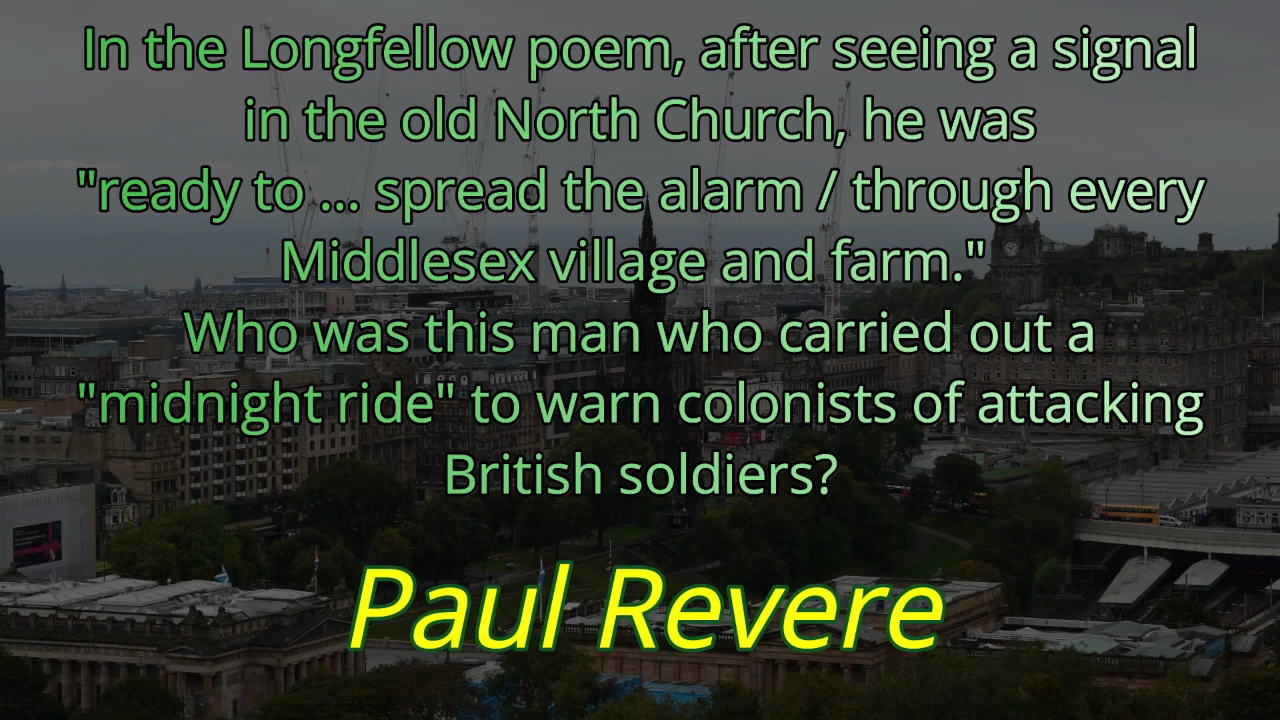 In the Longfellow poem, after seeing a signal
in the old North Church, he was
"ready to ... spread the alarm / through every
Middlesex village and farm."
Who was this man who carried out a
"midnight ride" to warn colonists of attacking
British soldiers?
Paul Revere